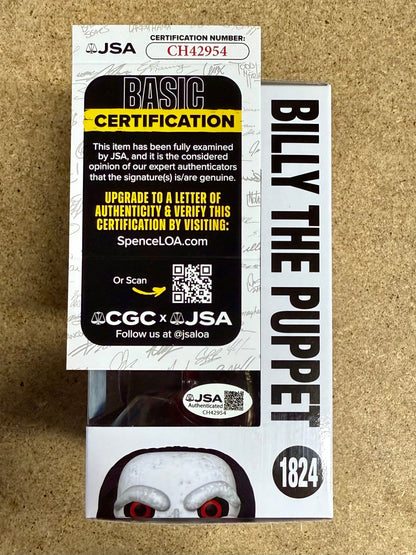 JSA
CERTIFICATION NUMBER:
CH42954
BASIC
CERTIFICATION
This item has been fully examined
by JSA, and it is the considered
opinion of our expert authenticators
that the signature(s) is/are genuine.
UPGRADE TO A LETTER OF
AUTHENTICITY & VERIFY THIS
CERTIFICATION BY VISITING:
SpenceLOA.com
Or Scan
CGC x JSA
Follow us at @jsaloa
JSA
Authenticated
CH42954
BILLY THE PUPPET
1824